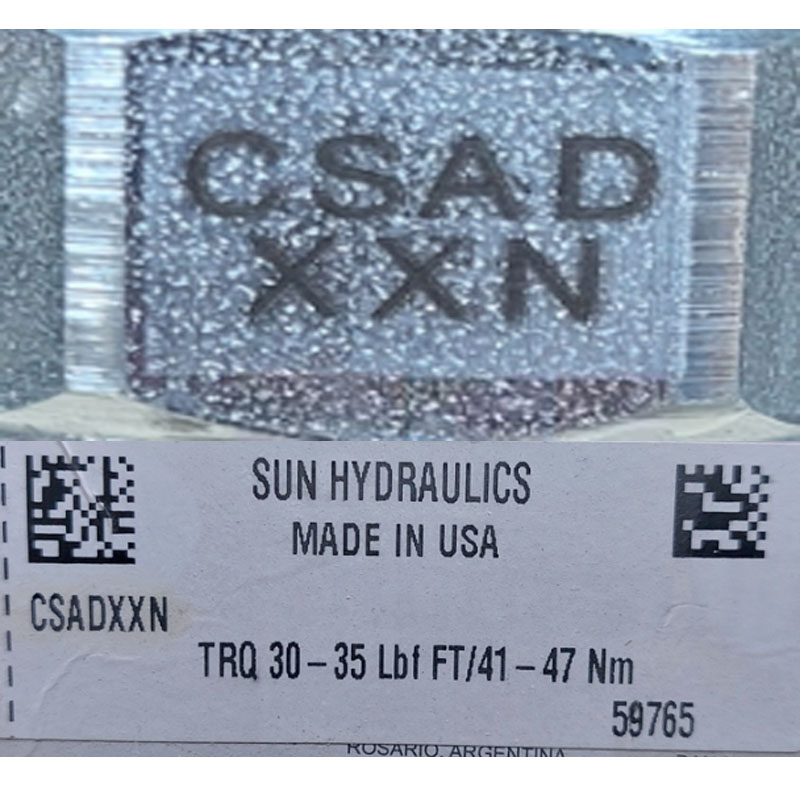 CSAD
XXN
SUN HYDRAULICS
MADE IN USA
CSADXXN
TRQ 30 – 35 Lbf FT/41 – 47 Nm
59765
ROSARIO, ARGENTINA